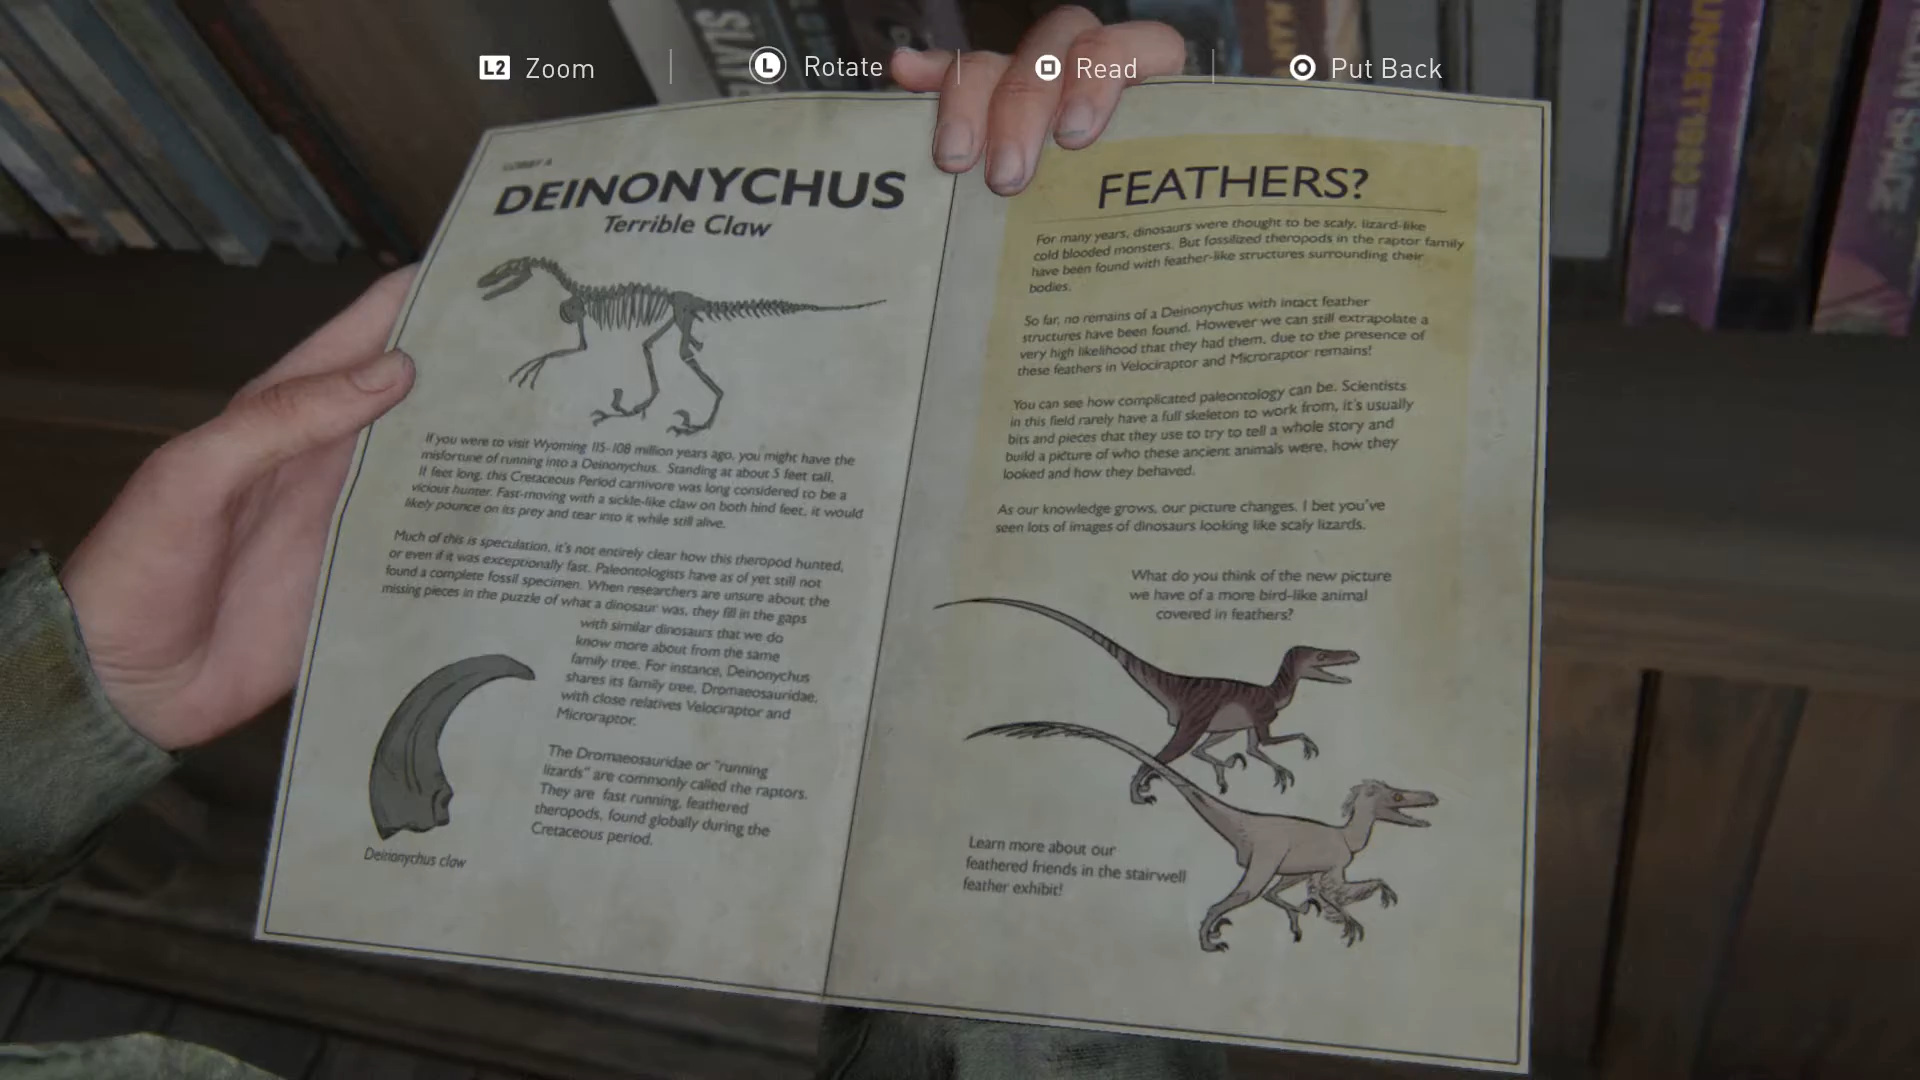 L2 Zoom
L Rotate
Read
Put Back
LOBBY A
DEINONYCHUS
Terrible Claw
If you were to visit Wyoming 115-108 million years ago, you might have the
misfortune of running into a Deinonychus. Standing at about 5 feet tall,
11 feet long, this Cretaceous Period carnivore was long considered to be a
vicious hunter. Fast-moving with a sickle-like claw on both hind feet, it would
likely pounce on its prey and tear into it while still alive.
Much of this is speculation, it's not entirely clear how this theropod hunted,
or even if it was exceptionally fast. Paleontologists have as of yet still not
found a complete fossil specimen. When researchers are unsure about the
missing pieces in the puzzle of what a dinosaur was, they fill in the gaps
with similar dinosaurs that we do
know more about from the same
family tree. For instance, Deinonychus
shares its family tree, Dromaeosauridae,
with close relatives Velociraptor and
Microraptor.
The Dromaeosauridae or "running
lizards" are commonly called the raptors.
They are fast running, feathered
theropods, found globally during the
Cretaceous period.
Deinonychus claw
FEATHERS?
For many years, dinosaurs were thought to be scaly, lizard-like
cold blooded monsters. But fossilized theropods in the raptor family
have been found with feather-like structures surrounding their
bodies.
So far, no remains of a Deinonychus with intact feather
structures have been found. However we can still extrapolate a
very high likelihood that they had them, due to the presence of
these feathers in Velociraptor and Microraptor remains!
You can see how complicated paleontology can be. Scientists
in this field rarely have a full skeleton to work from, it's usually
bits and pieces that they use to try to tell a whole story and
build a picture of who these ancient animals were, how they
looked and how they behaved.
As our knowledge grows, our picture changes. I bet you've
seen lots of images of dinosaurs looking like scaly lizards.
What do you think of the new picture
we have of a more bird-like animal
covered in feathers?
Learn more about our
feathered friends in the stairwell
feather exhibit!
SPACE